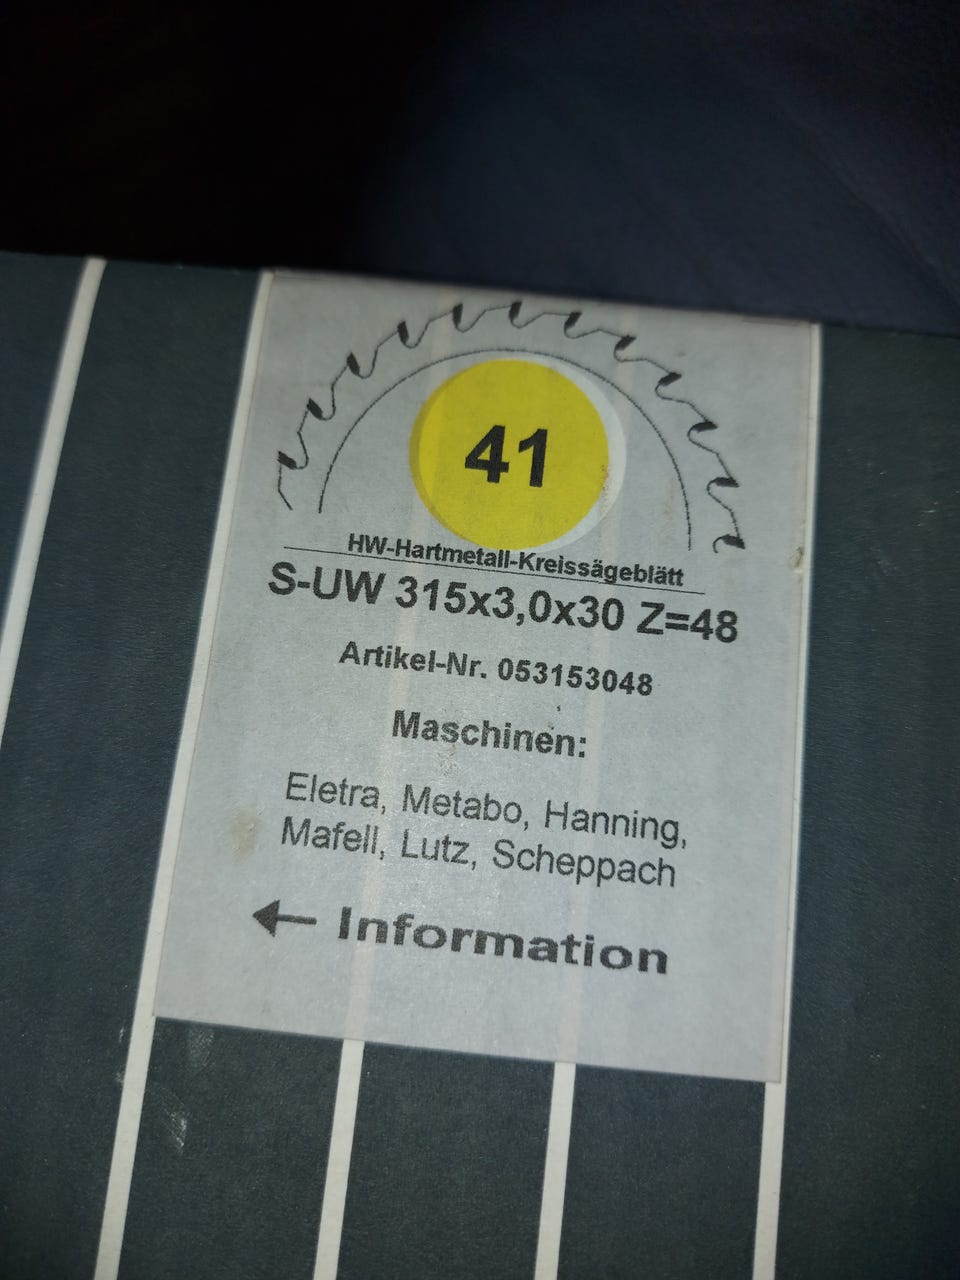 41
HW-Hartmetall-Kreissägeblätt
S-UW 315x3,0x30 Z=48
Artikel-Nr. 053153048
Maschinen:
Eletra, Metabo, Hanning,
Mafell, Lutz, Scheppach
← Information